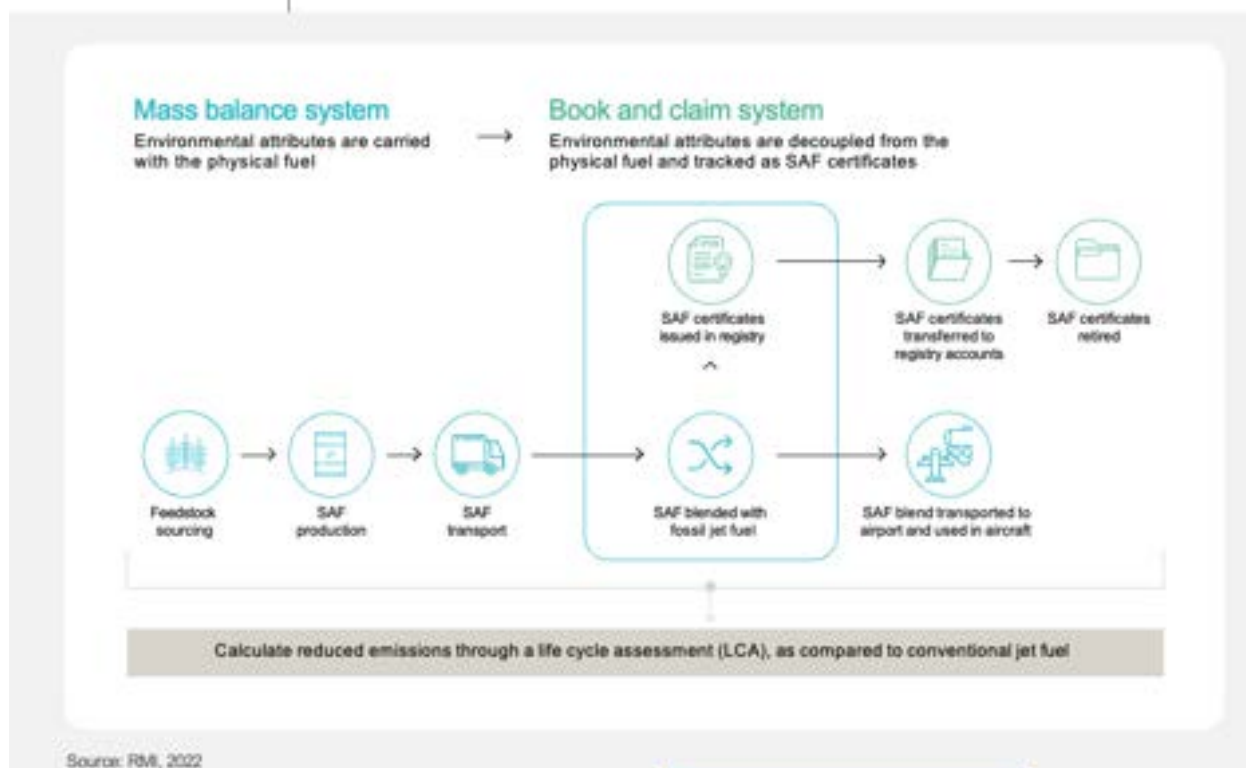 Mass balance system
Environmental attributes are carried
with the physical fuel
Book and claim system
Environmental attributes are decoupled from the
physical fuel and tracked as SAF certificates
SAF certificates
issued in registry
SAF certificates
transferred to
registry accounts
SAF certificates
retired
Feedstock
sourcing
SAF
production
SAF
transport
SAF blended with
fossil jet fuel
SAF blend transported to
airport and used in aircraft
Calculate reduced emissions through a life cycle assessment (LCA), as compared to conventional jet fuel
Source: RMI, 2022